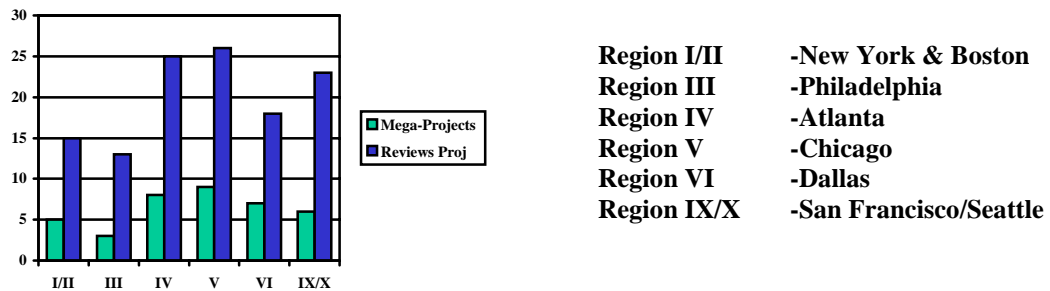 30
25
20
15
10
5
0
I/II III IV V VI IX/X
Mega-Projects
Reviews Proj
Region I/II -New York & Boston
Region III -Philadelphia
Region IV -Atlanta
Region V -Chicago
Region VI -Dallas
Region IX/X -San Francisco/Seattle